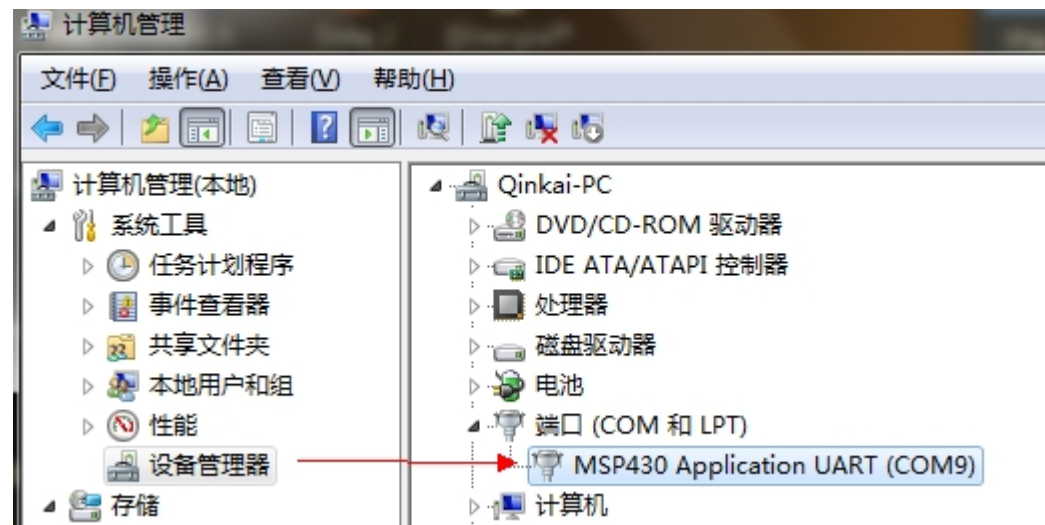 计算机管理
文件(F) 操作(A) 查看(V) 帮助(H)
计算机管理(本地)
系统工具
任务计划程序
事件查看器
共享文件夹
本地用户和组
性能
设备管理器
存储
Qinkai-PC
DVD/CD-ROM 驱动器
IDE ATA/ATAPI 控制器
处理器
磁盘驱动器
电池
端口 (COM 和 LPT)
MSP430 Application UART (COM9)
计算机